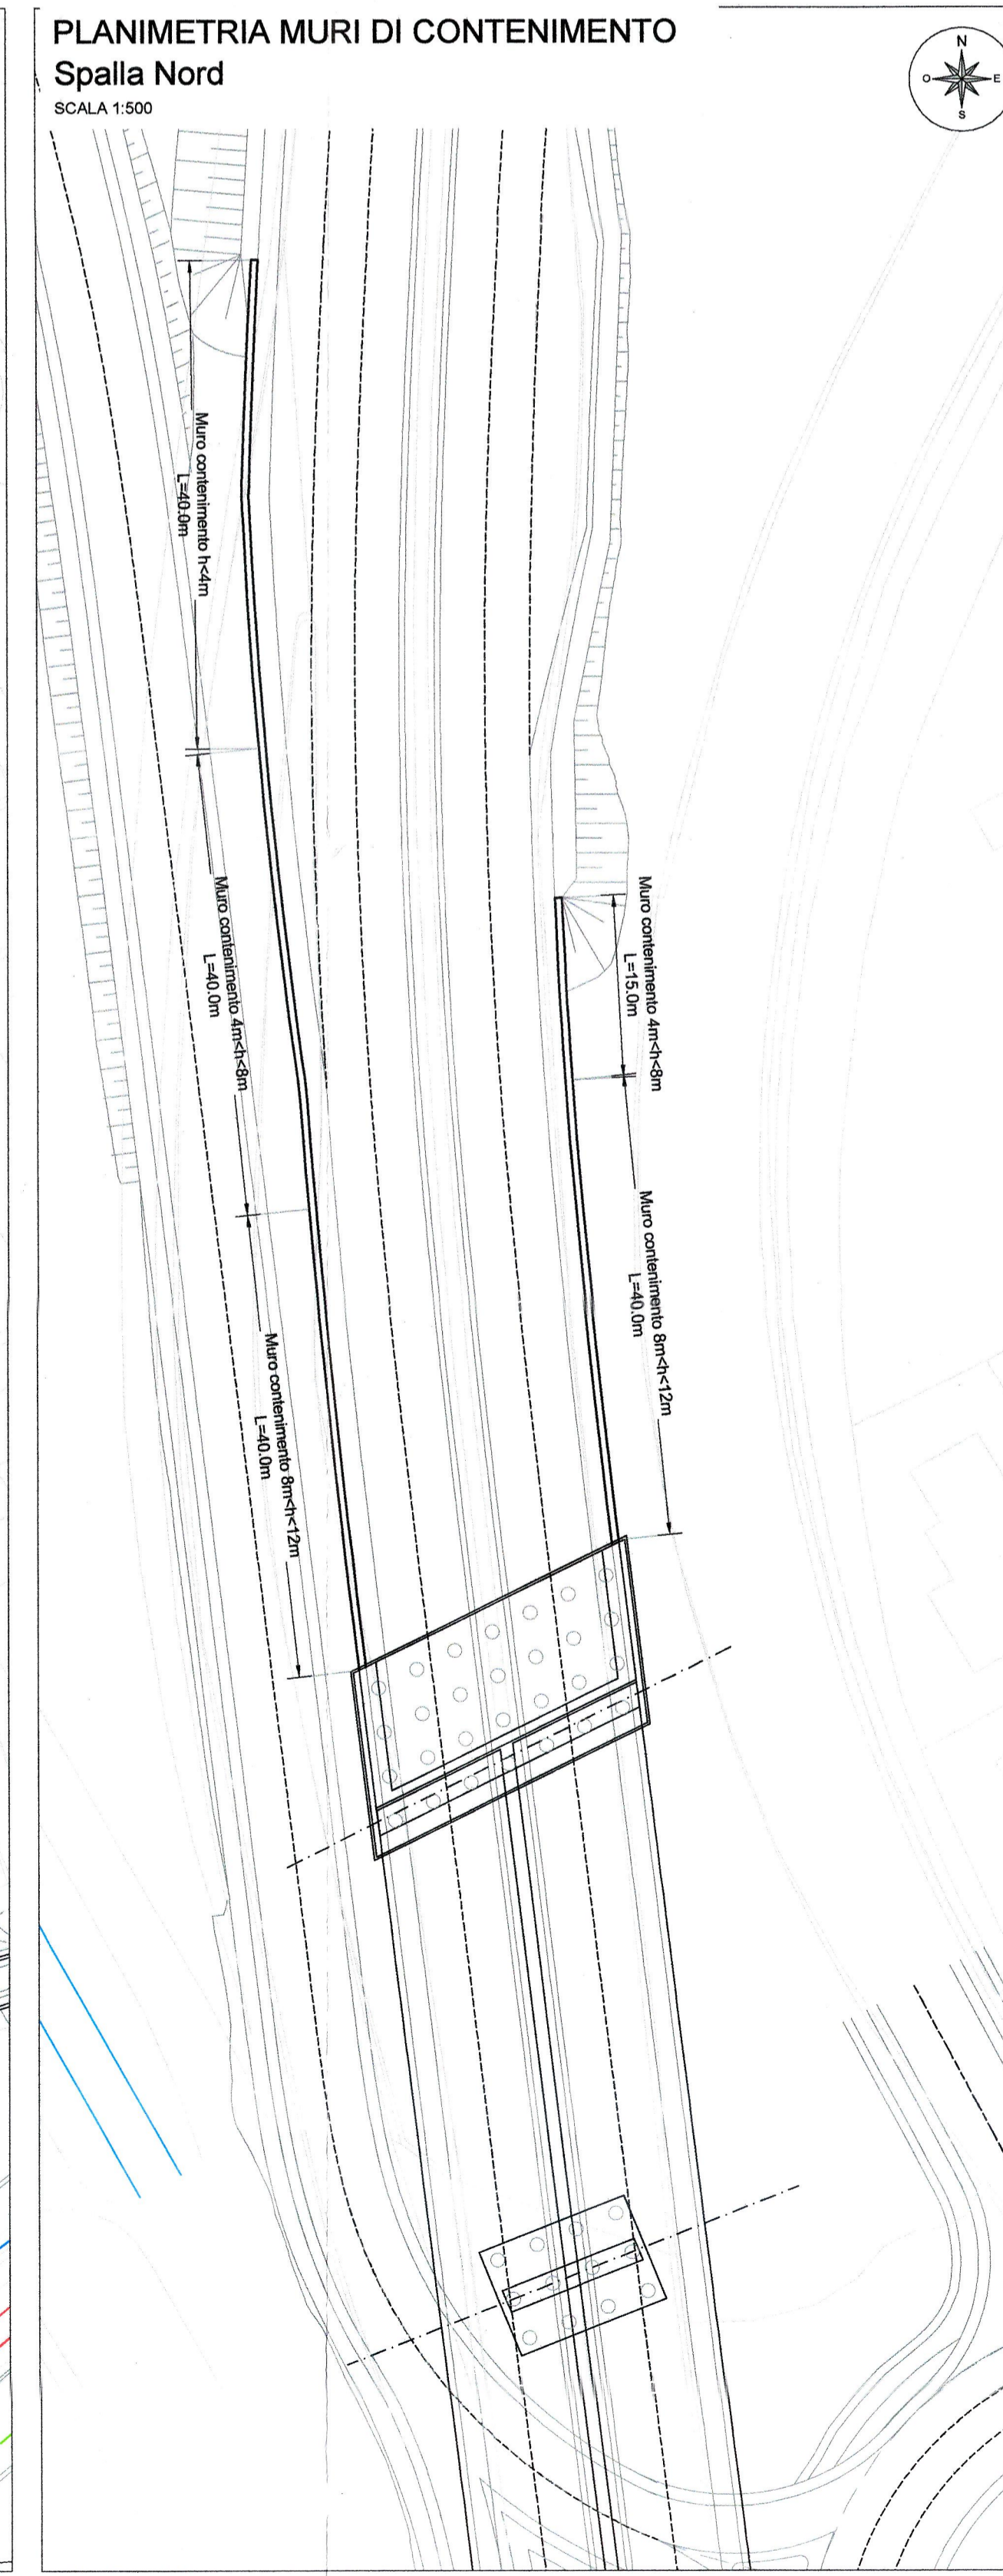 PLANIMETRIA MURI DI CONTENIMENTO
Spalla Nord
SCALA 1:500
N
O
E
S
Muro contenimento h<4m
L=40.0m
Muro contenimento 4m<h<8m
L=40.0m
Muro contenimento 8m<h<12m
L=40.0m
Muro contenimento 4m<h<8m
L=15.0m
Muro contenimento 8m<h<12m
L=40.0m